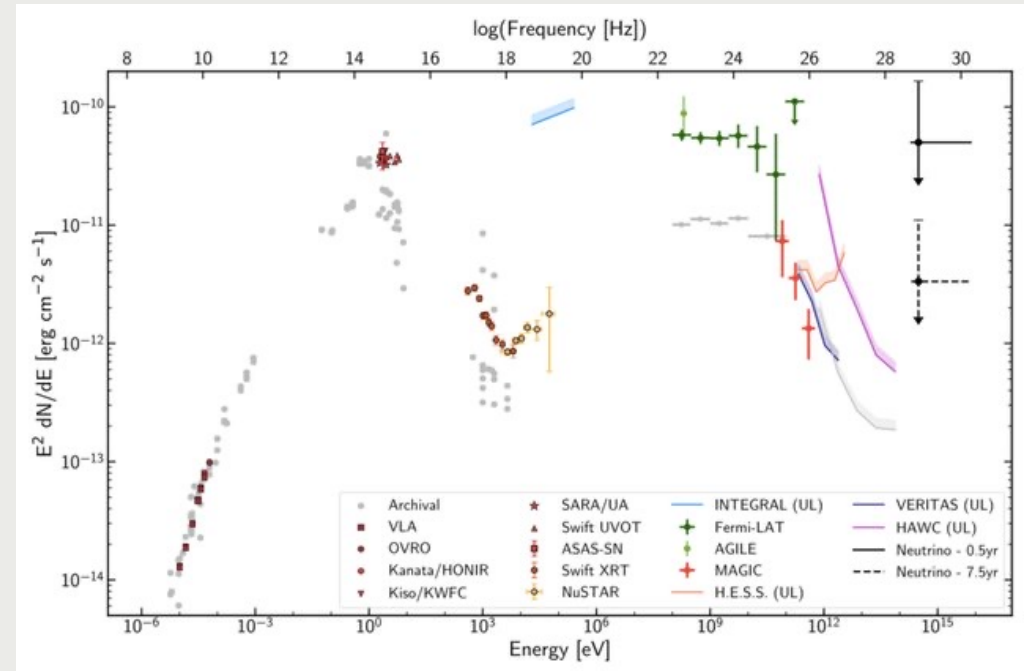 log(Frequency [Hz])
8 10 12 14 16 18 20 22 24 26 28 30
E² dN/dE [erg cm⁻² s⁻¹]
10⁻¹⁰
10⁻¹¹
10⁻¹²
10⁻¹³
10⁻¹⁴
Archival
VLA
OVRO
Kanata/HONIR
Kiso/KWFC
SARA/UA
Swift UVOT
ASAS-SN
Swift XRT
NuSTAR
INTEGRAL (UL)
Fermi-LAT
AGILE
MAGIC
H.E.S.S. (UL)
VERITAS (UL)
HAWC (UL)
Neutrino - 0.5yr
Neutrino - 7.5yr
10⁻⁶ 10⁻³ 10⁰ 10³ 10⁶ 10⁹ 10¹² 10¹⁵
Energy [eV]